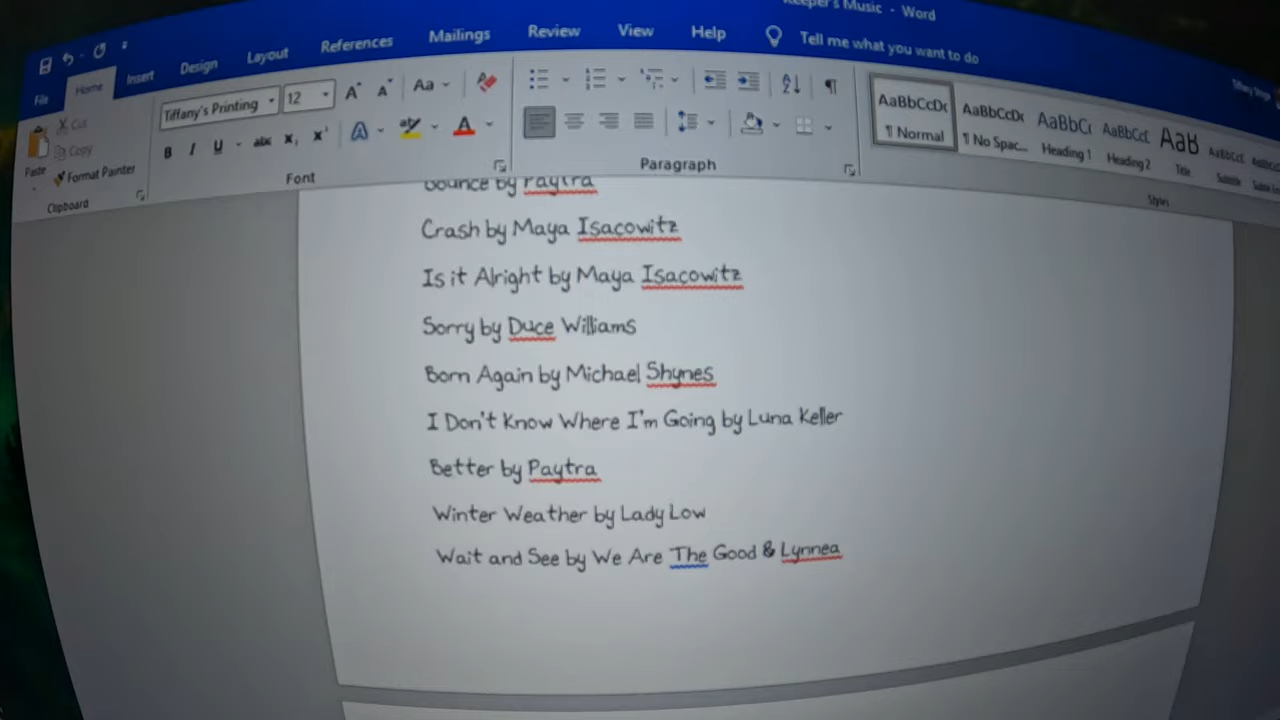 Keeper's Music - Word
File
Home
Insert
Design
Layout
References
Mailings
Review
View
Help
Tell me what you want to do
Tiffany
Paste
Cut
Copy
Format Painter
Clipboard
Tiffany's Printing
12
Aa
B I U abc X, X'
Font
Paragraph
AaBbCcDc
¶ Normal
AaBbCcDc
¶ No Spac...
AaBbCc
Heading 1
AaBbCcC
Heading 2
AaB
Title
AaBbCcC
Subtitle
Styles
Bounce by Paytra
Crash by Maya Isacowitz
Is it Alright by Maya Isacowitz
Sorry by Duce Williams
Born Again by Michael Shynes
I Don't Know Where I'm Going by Luna Keller
Better by Paytra
Winter Weather by Lady Low
Wait and See by We Are The Good & Lynnea